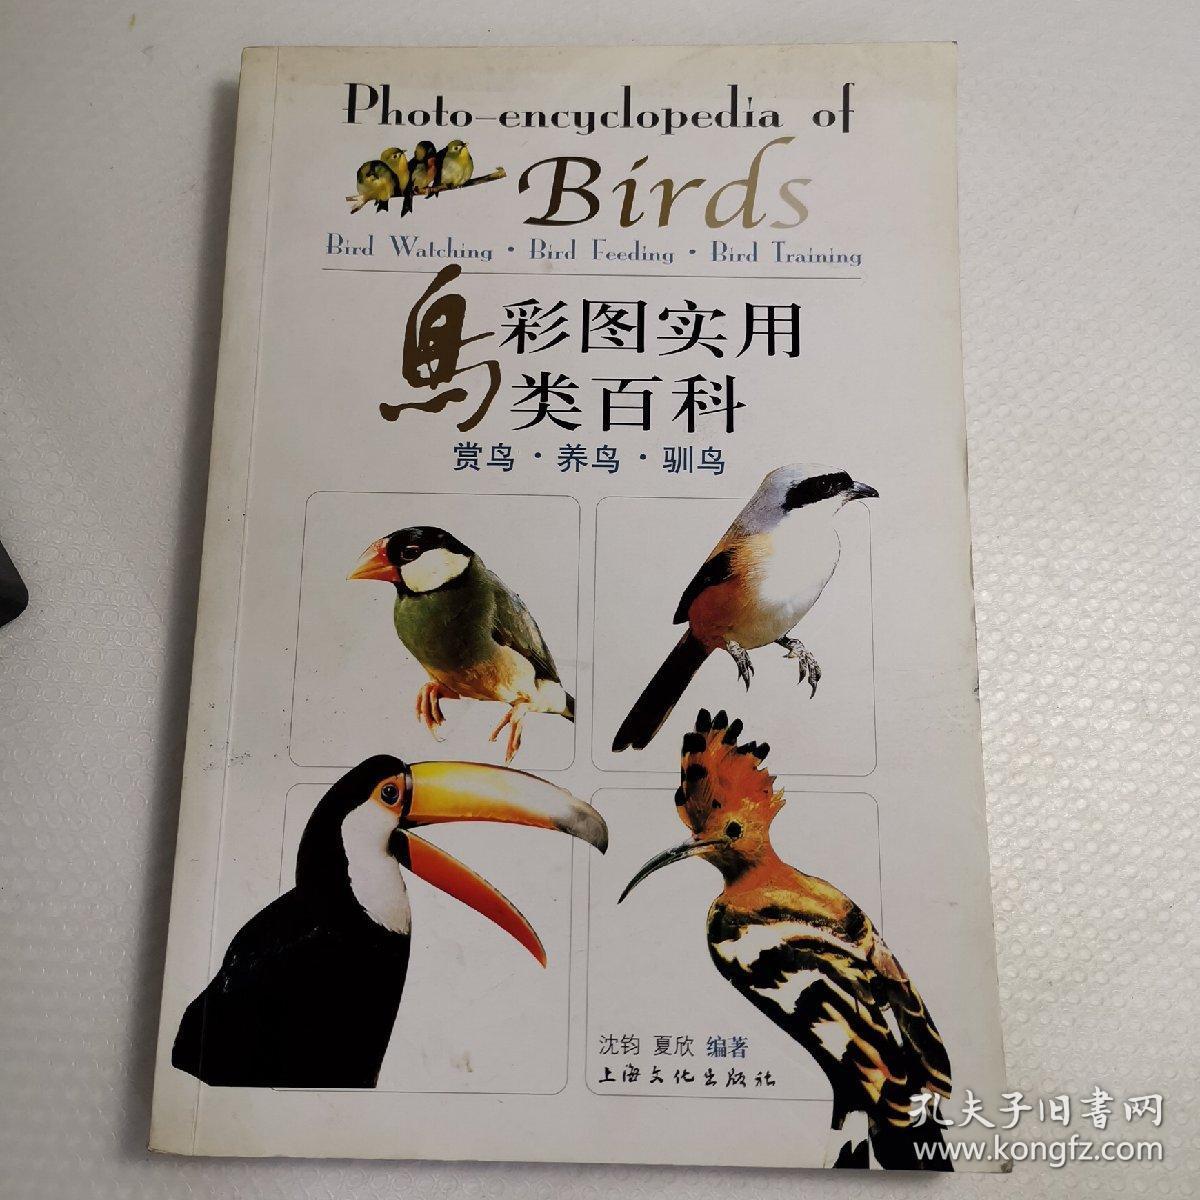 Photo-encyclopedia of
Birds
Bird Watching · Bird Feeding · Bird Training
鳥彩图实用
类百科
赏鸟·养鸟·驯鸟
沈钧 夏欣 编著
上海文化出版社
孔夫子旧書网
www.kongfz.com